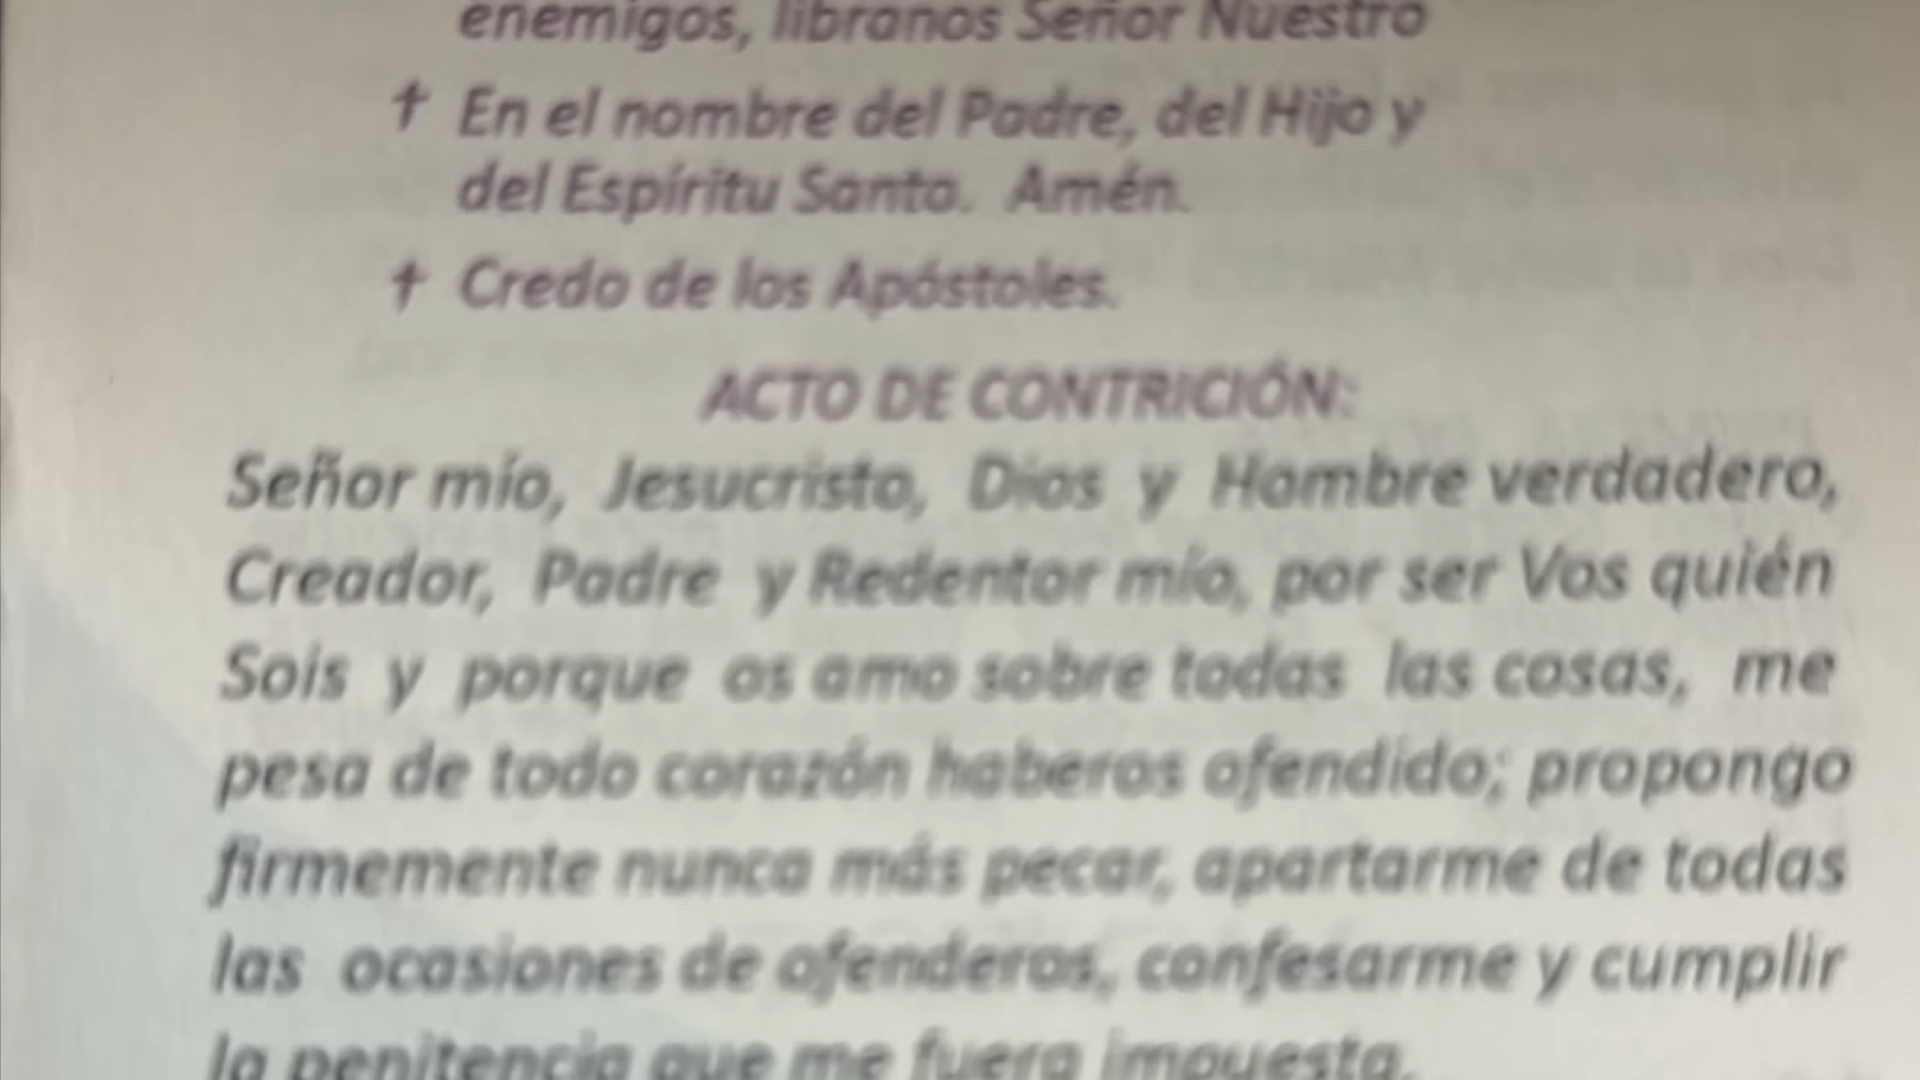 enemigos, líbranos Señor Nuestro
† En el nombre del Padre, del Hijo y
del Espíritu Santo. Amén.
† Credo de los Apóstoles.
ACTO DE CONTRICIÓN:
Señor mío, Jesucristo, Dios y Hombre verdadero,
Creador, Padre y Redentor mío, por ser Vos quién
Sois y porque os amo sobre todas las cosas, me
pesa de todo corazón haberos ofendido; propongo
firmemente nunca más pecar, apartarme de todas
las ocasiones de ofenderos, confesarme y cumplir
la penitencia que me fuera impuesta.